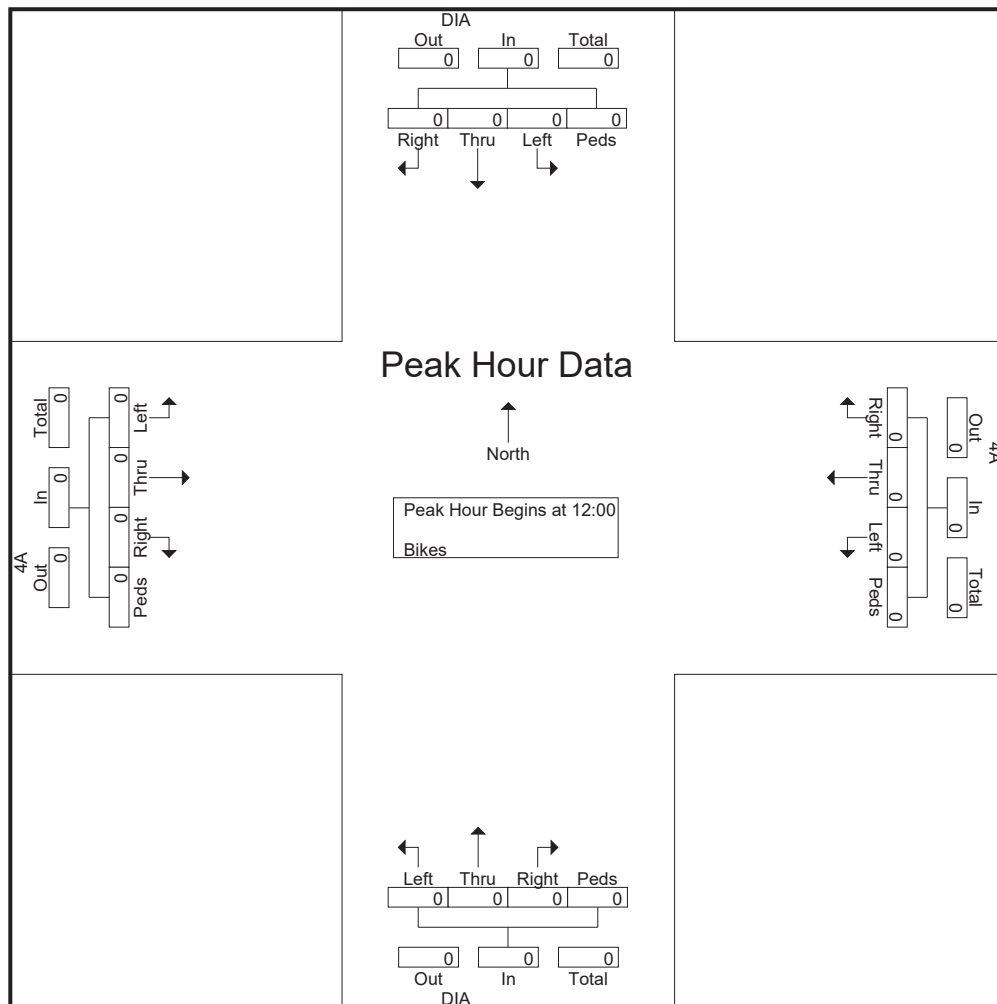 DIA
Out In Total
0 0 0
0 0 0 0
Right Thru Left Peds
Peak Hour Data
North
Peak Hour Begins at 12:00
Bikes
4A
Out In Total
0 0 0
0 0 0 0
Left Thru Right Peds
4A
Out In Total
0 0 0
0 0 0 0
Right Thru Left Peds
Left Thru Right Peds
0 0 0 0
0 0 0
Out In Total
DIA